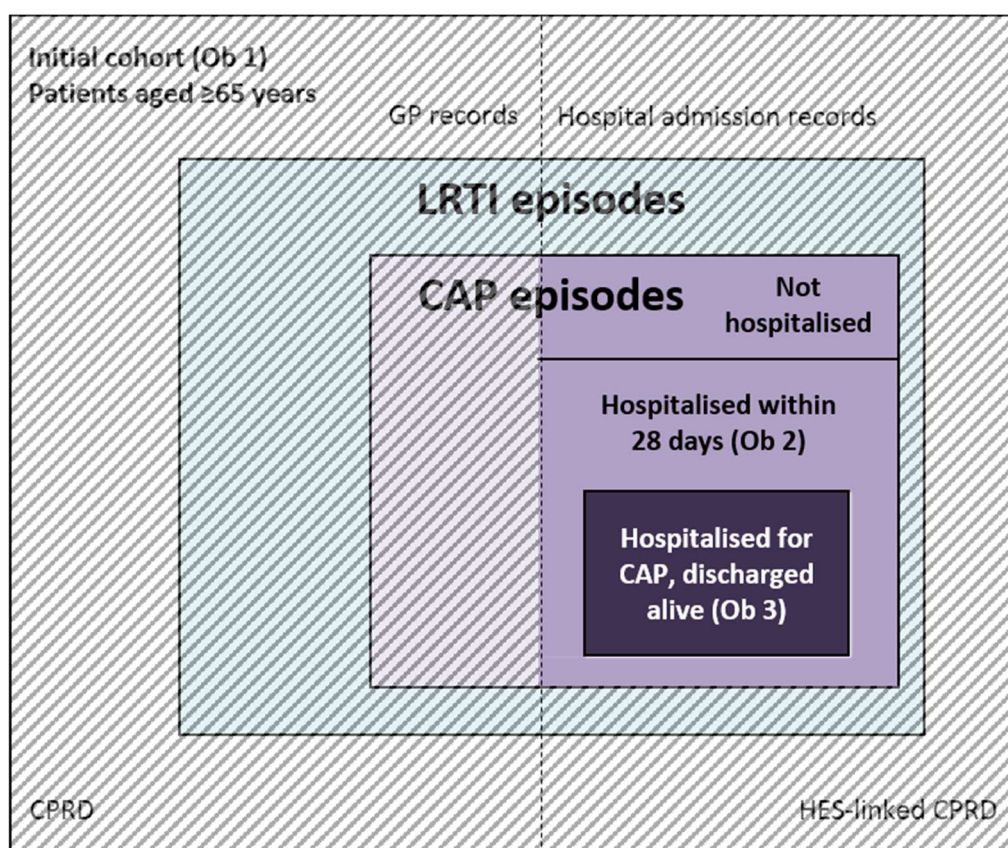 Initial cohort (Ob 1)
Patients aged ≥65 years
GP records
Hospital admission records
LRTI episodes
CAP episodes
Not
hospitalised
Hospitalised within
28 days (Ob 2)
Hospitalised for
CAP, discharged
alive (Ob 3)
CPRD
HES-linked CPRD